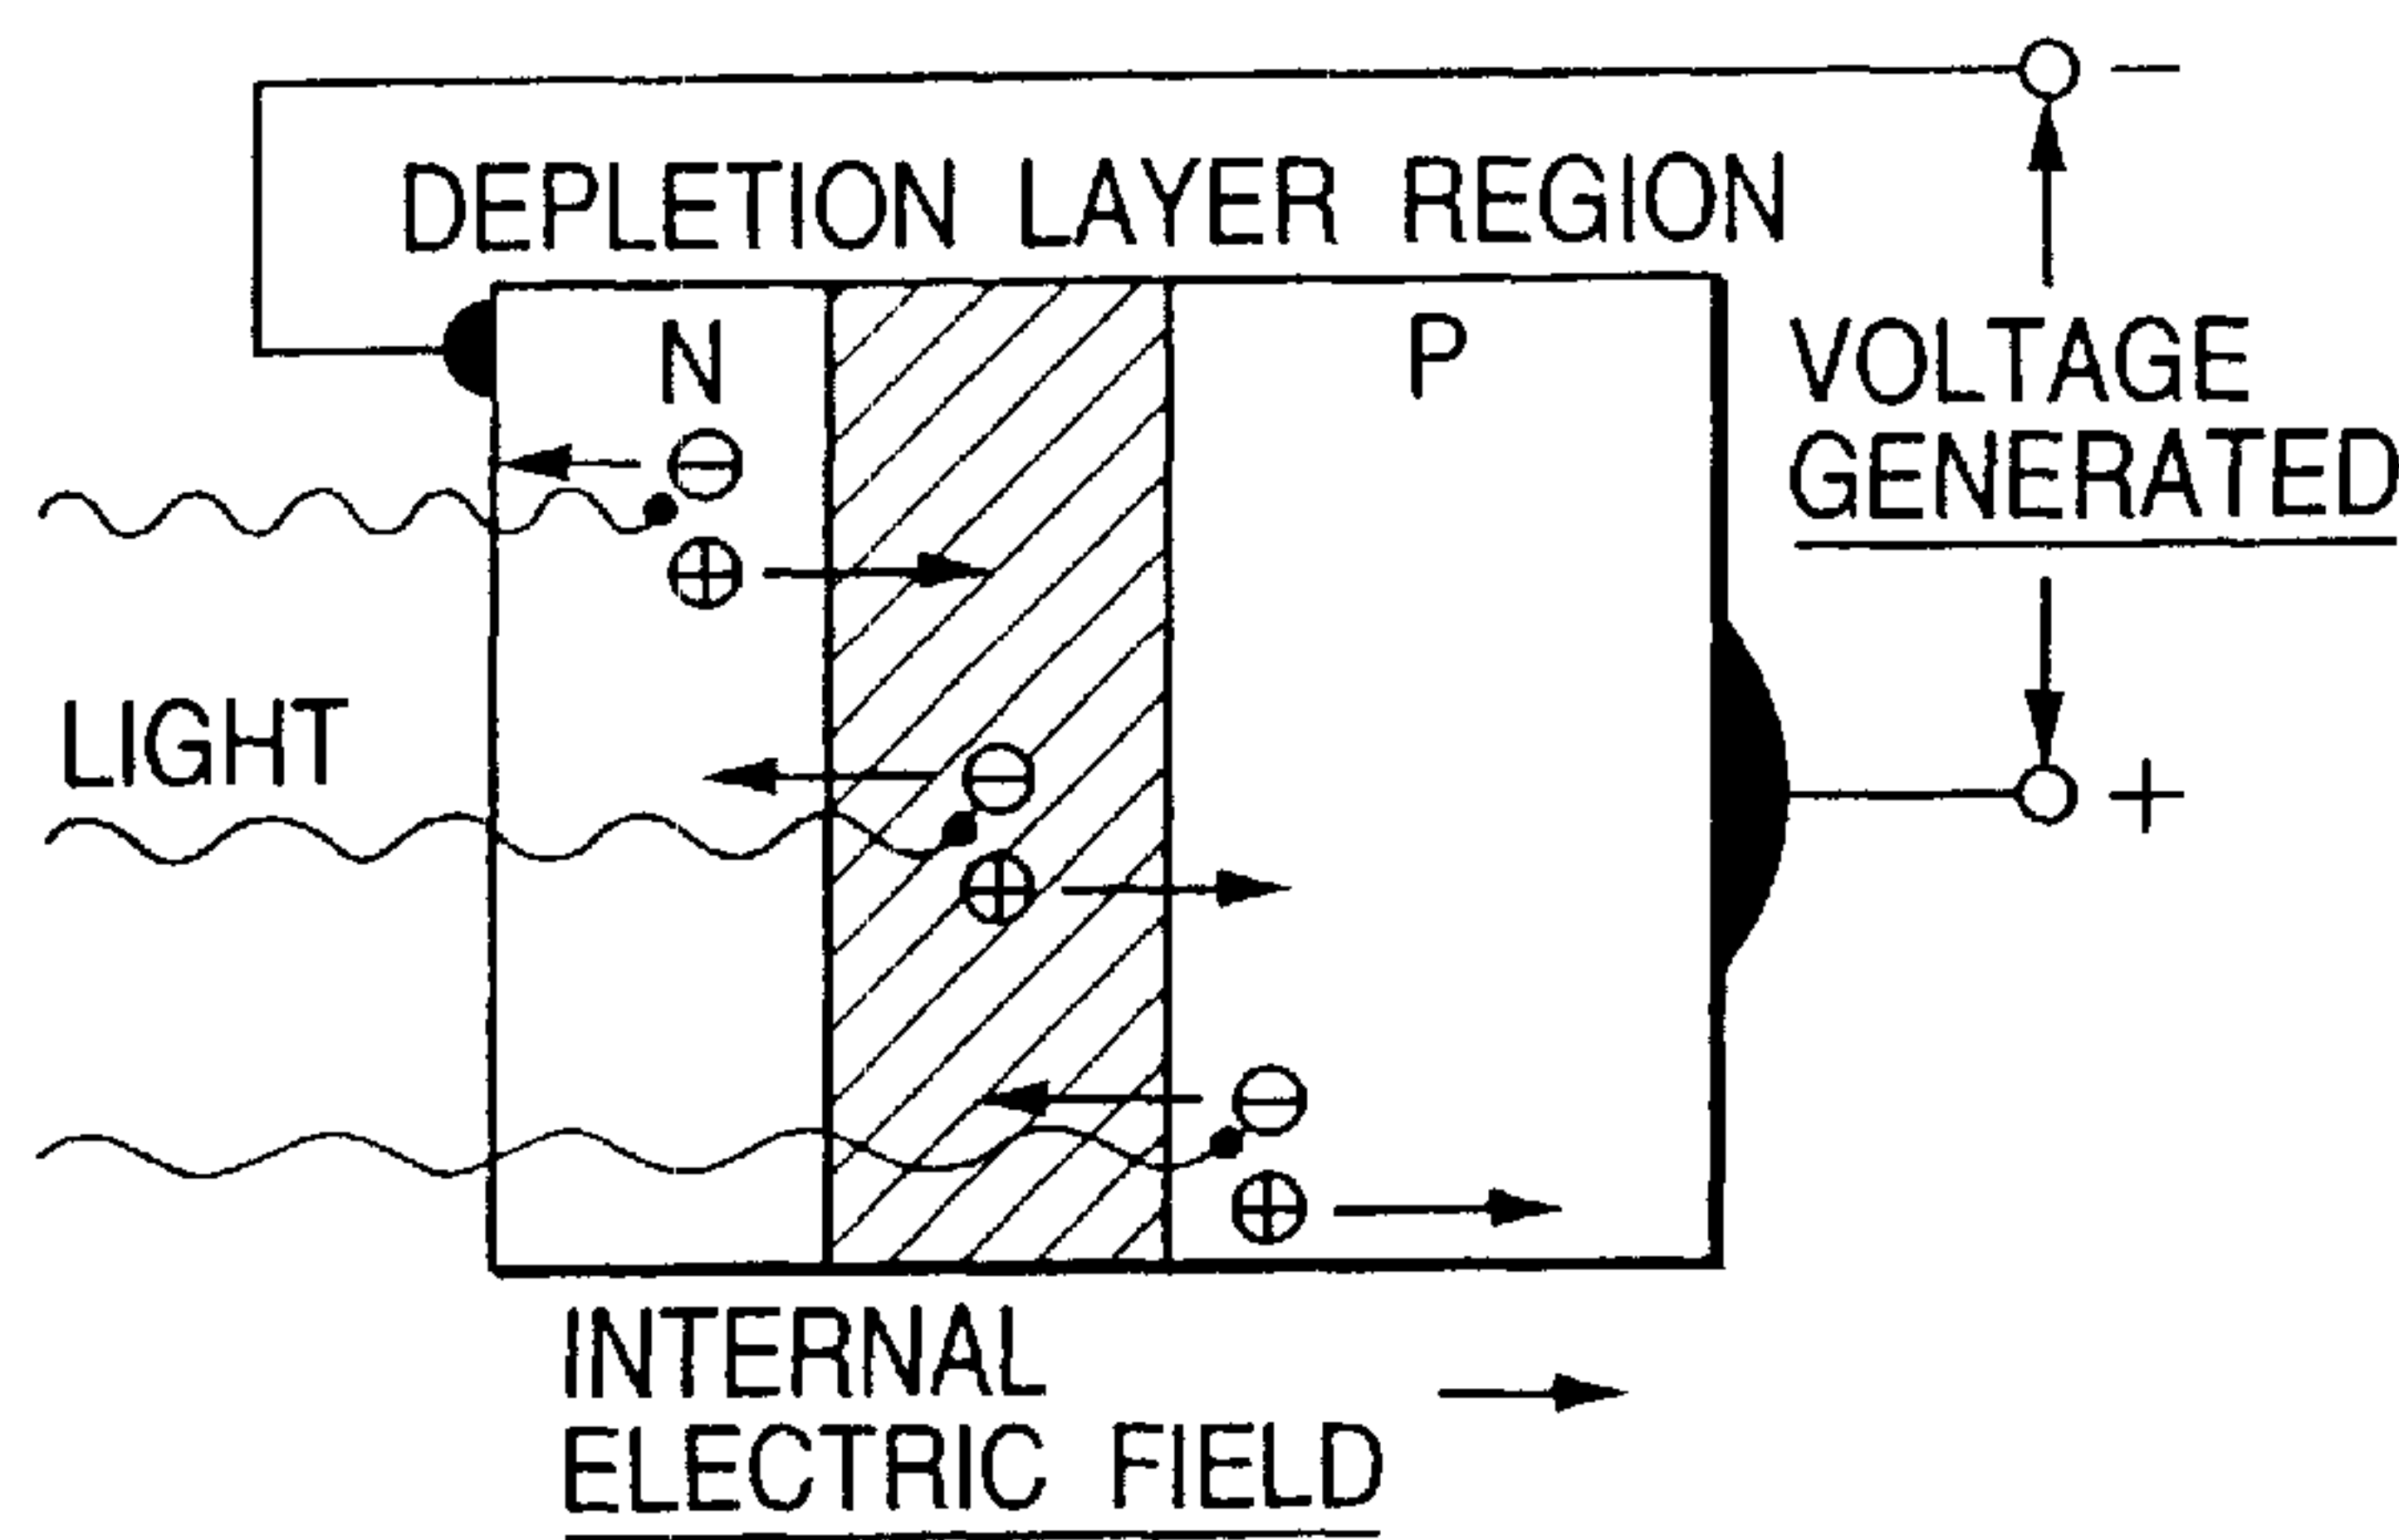 −
DEPLETION LAYER REGION
N
P
VOLTAGE
GENERATED
LIGHT
+
INTERNAL
ELECTRIC FIELD